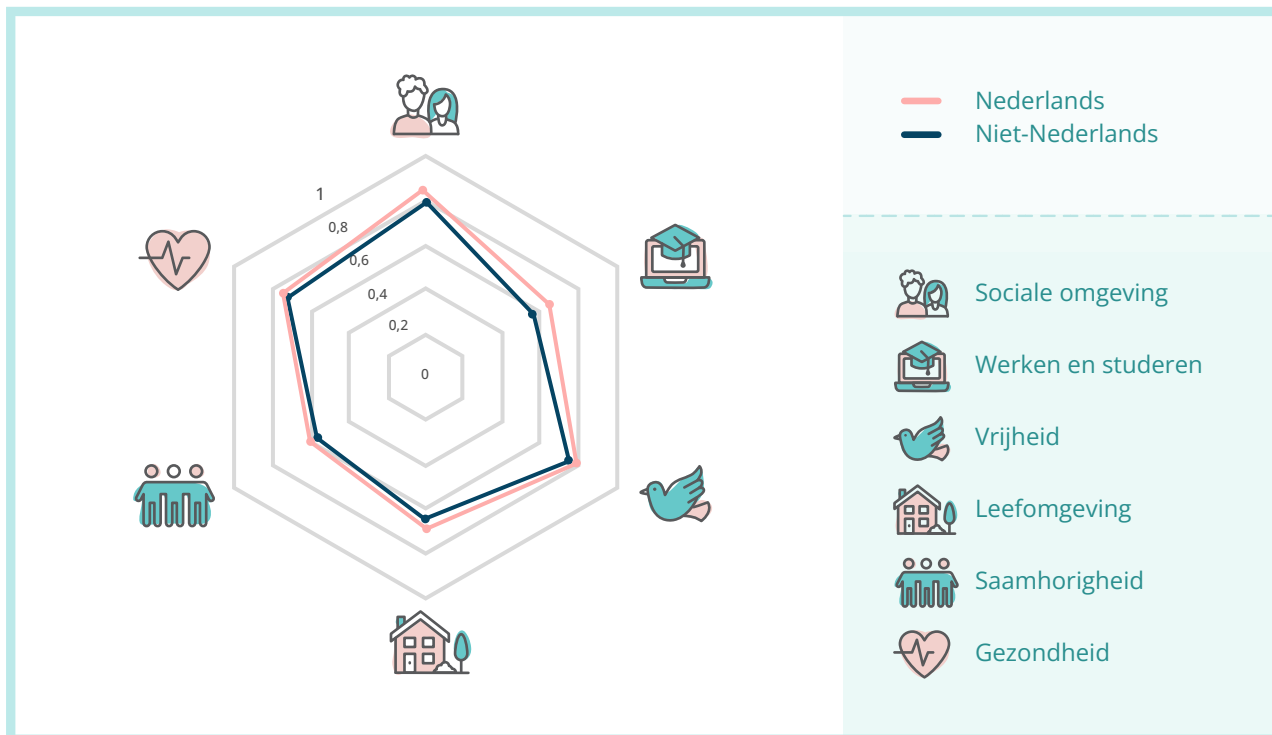 1
0,8
0,6
0,4
0,2
0
Nederlands
Niet-Nederlands
Sociale omgeving
Werken en studeren
Vrijheid
Leefomgeving
Saamhorigheid
Gezondheid